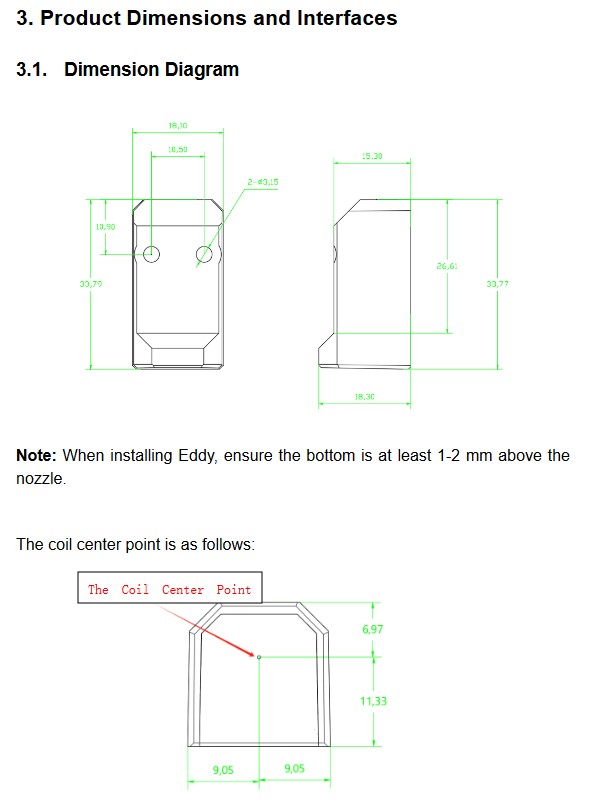 3. Product Dimensions and Interfaces
3.1. Dimension Diagram
18,10
10,50
2-Ø3,15
10,90
33,79
15.30
26,61
33,77
18,30
Note: When installing Eddy, ensure the bottom is at least 1-2 mm above the
nozzle.
The coil center point is as follows:
The Coil Center Point
6,97
11,33
9,05
9,05